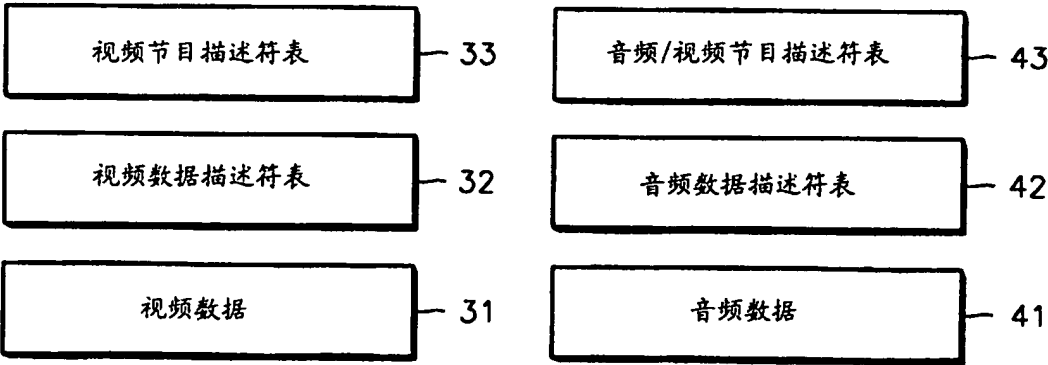 视频节目描述符表 33
音频/视频节目描述符表 43
视频数据描述符表 32
音频数据描述符表 42
视频数据 31
音频数据 41